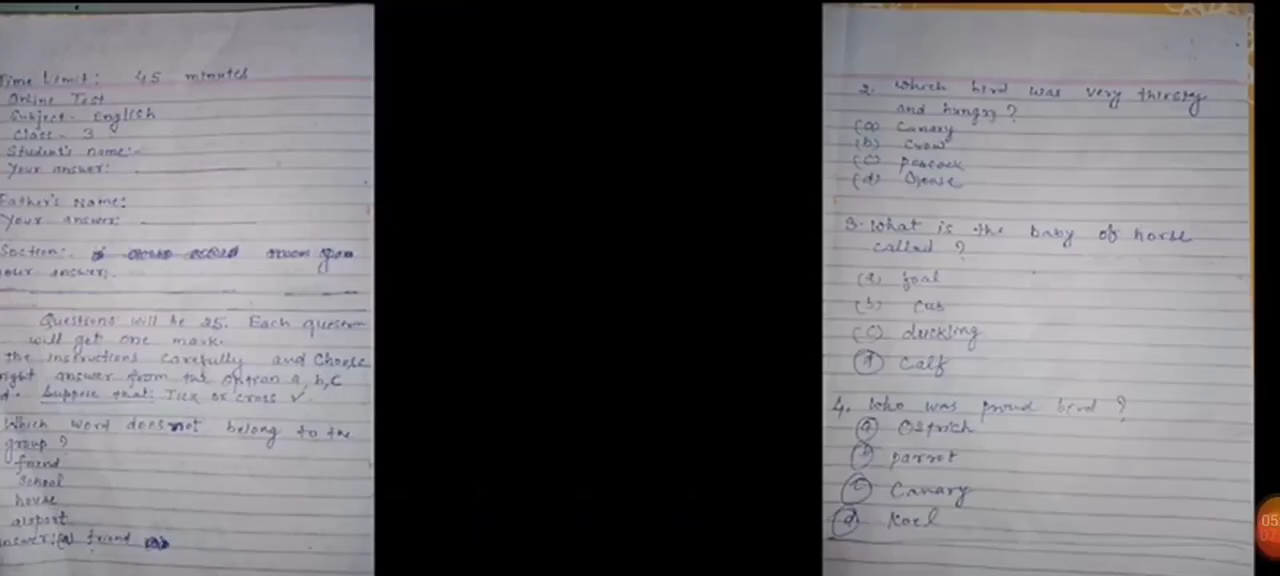 Time Limit: 45 minutes
Online Test
Subject- English
Class- 3
Student's name:-
Your answer:
Father's Name:
Your answer:
Section:
your answer:
Questions will be 25. Each question
will get one mark.
the instructions carefully and Choose
right answer from the option a, b, c
d. Suppose that: Tick or cross ✓
Which word does not belong to the
group ?
friend
School
house
airport
Answer: (a) friend
2. Which bird was very thirsty
and hungry ?
(a) Canary
(b) Crow
(c) peacock
(d)
3. What is the baby of horse
called ?
(a) foal
(b) Cub
(c) duckling
(d) Calf
4. Who was proud bird ?
(a) Ostrich
(b) parrot
(c) Canary
(d) Koel
05